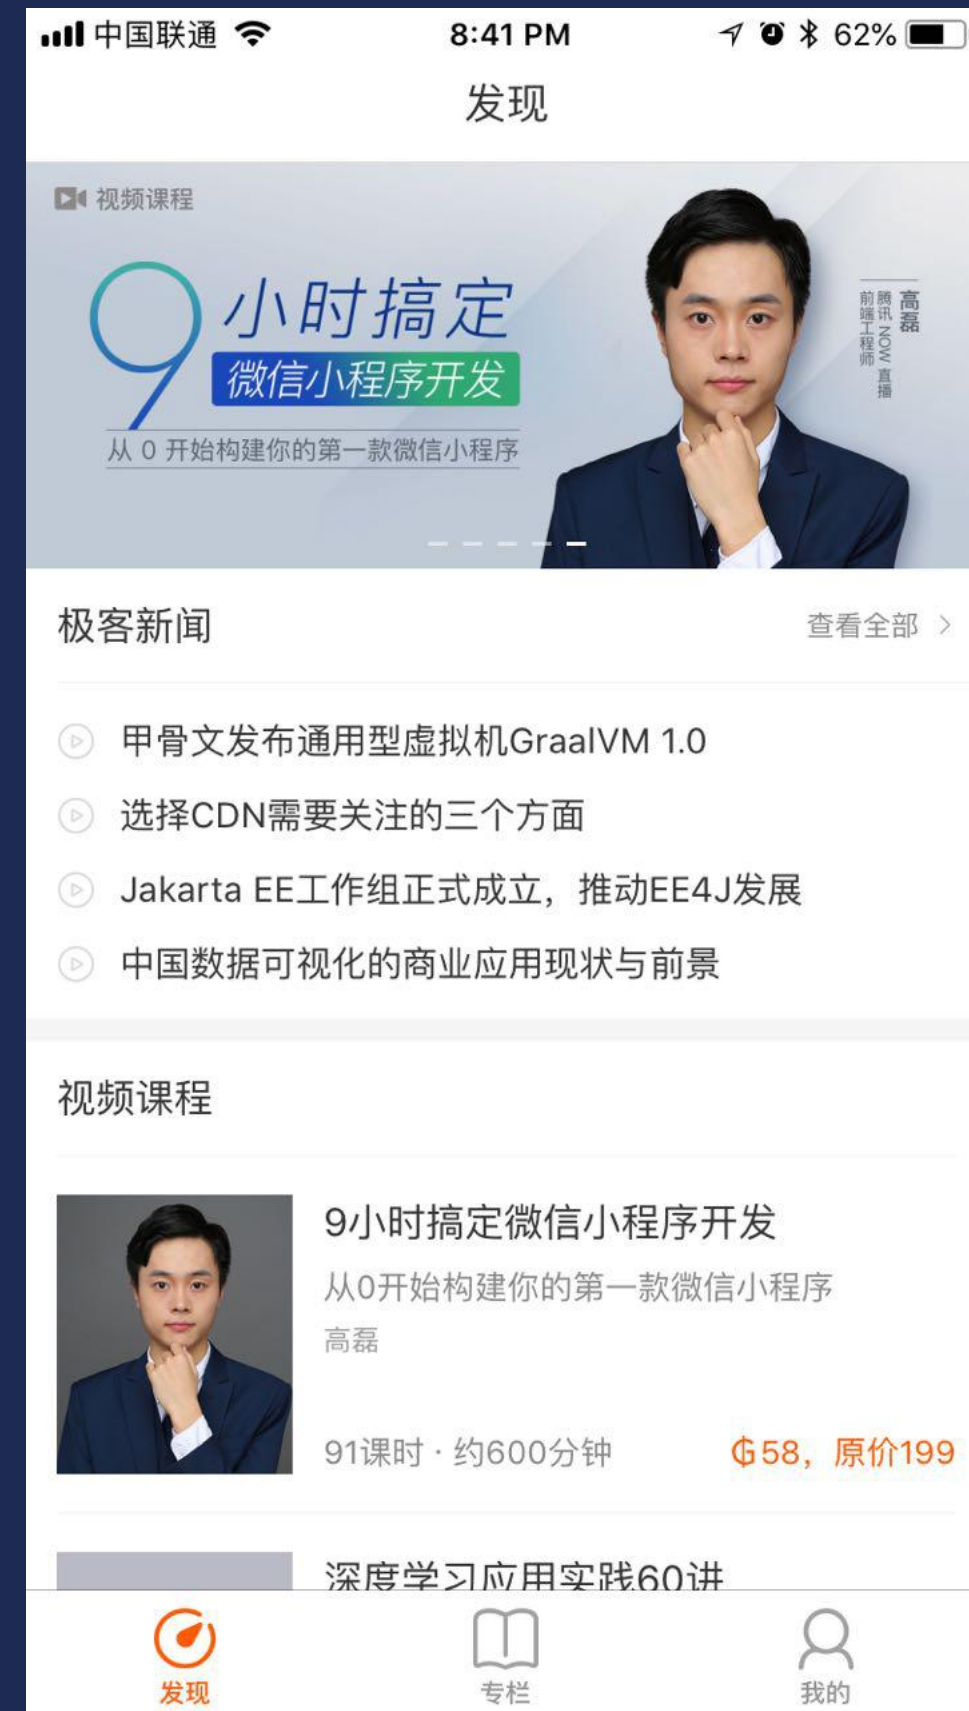 中国联通 8:41 PM 62%
发现
视频课程
9小时搞定
微信小程序开发
从 0 开始构建你的第一款微信小程序
高磊
腾讯 NOW 直播
前端工程师
极客新闻 查看全部 >
甲骨文发布通用型虚拟机GraalVM 1.0
选择CDN需要关注的三个方面
Jakarta EE工作组正式成立，推动EE4J发展
中国数据可视化的商业应用现状与前景
视频课程
9小时搞定微信小程序开发
从0开始构建你的第一款微信小程序
高磊
91课时 · 约600分钟 ₲58，原价199
深度学习应用实践60讲
发现 专栏 我的